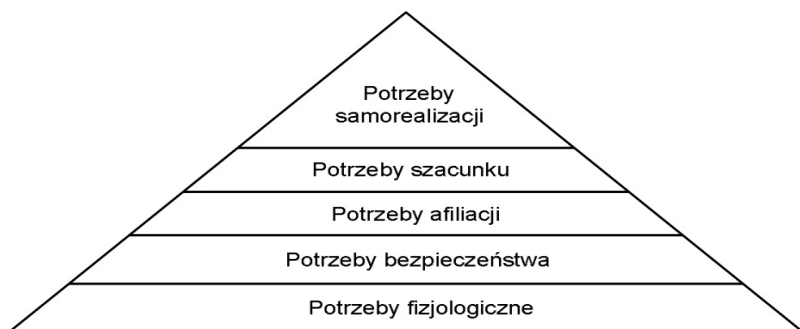 Potrzeby
samorealizacji
Potrzeby szacunku
Potrzeby afiliacji
Potrzeby bezpieczeństwa
Potrzeby fizjologiczne